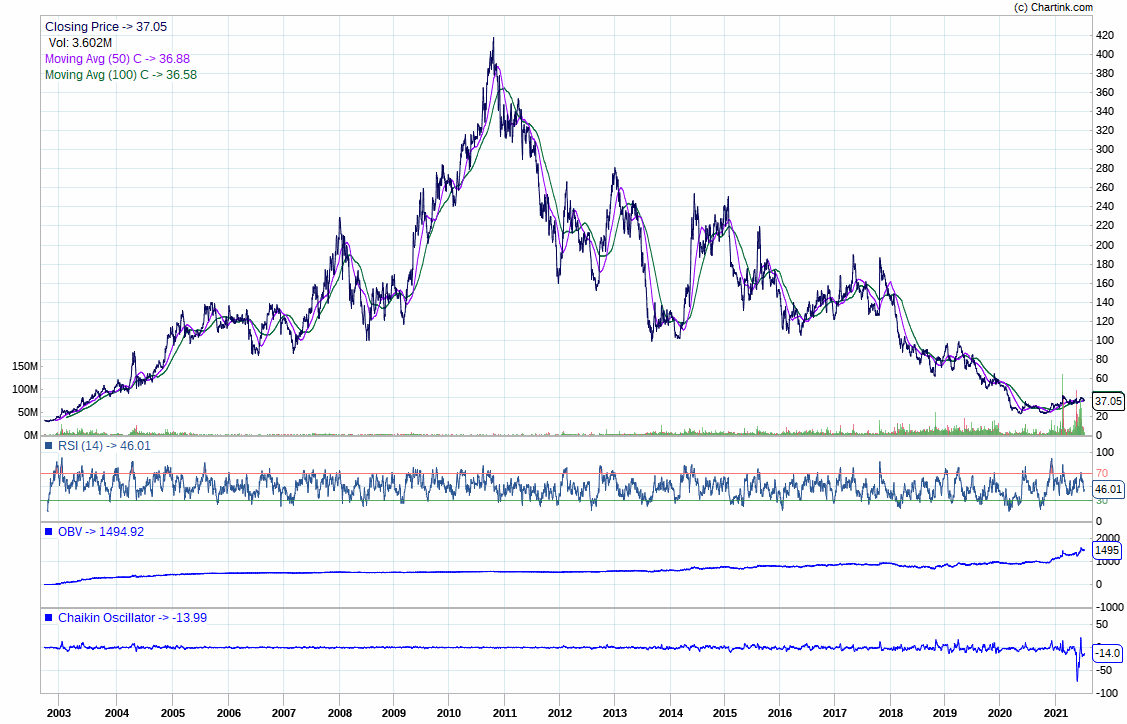 (c) Chartink.com
Closing Price -> 37.05
Vol: 3.602M
Moving Avg (50) C -> 36.88
Moving Avg (100) C -> 36.58
420
400
380
360
340
320
300
280
260
240
220
200
180
160
140
120
100
80
60
37.05
20
0
150M
100M
50M
0M
RSI (14) -> 46.01
100
70
46.01
30
0
OBV -> 1494.92
2000
1495
1000
0
-1000
Chaikin Oscillator -> -13.99
50
-14.0
-50
-100
2003 2004 2005 2006 2007 2008 2009 2010 2011 2012 2013 2014 2015 2016 2017 2018 2019 2020 2021